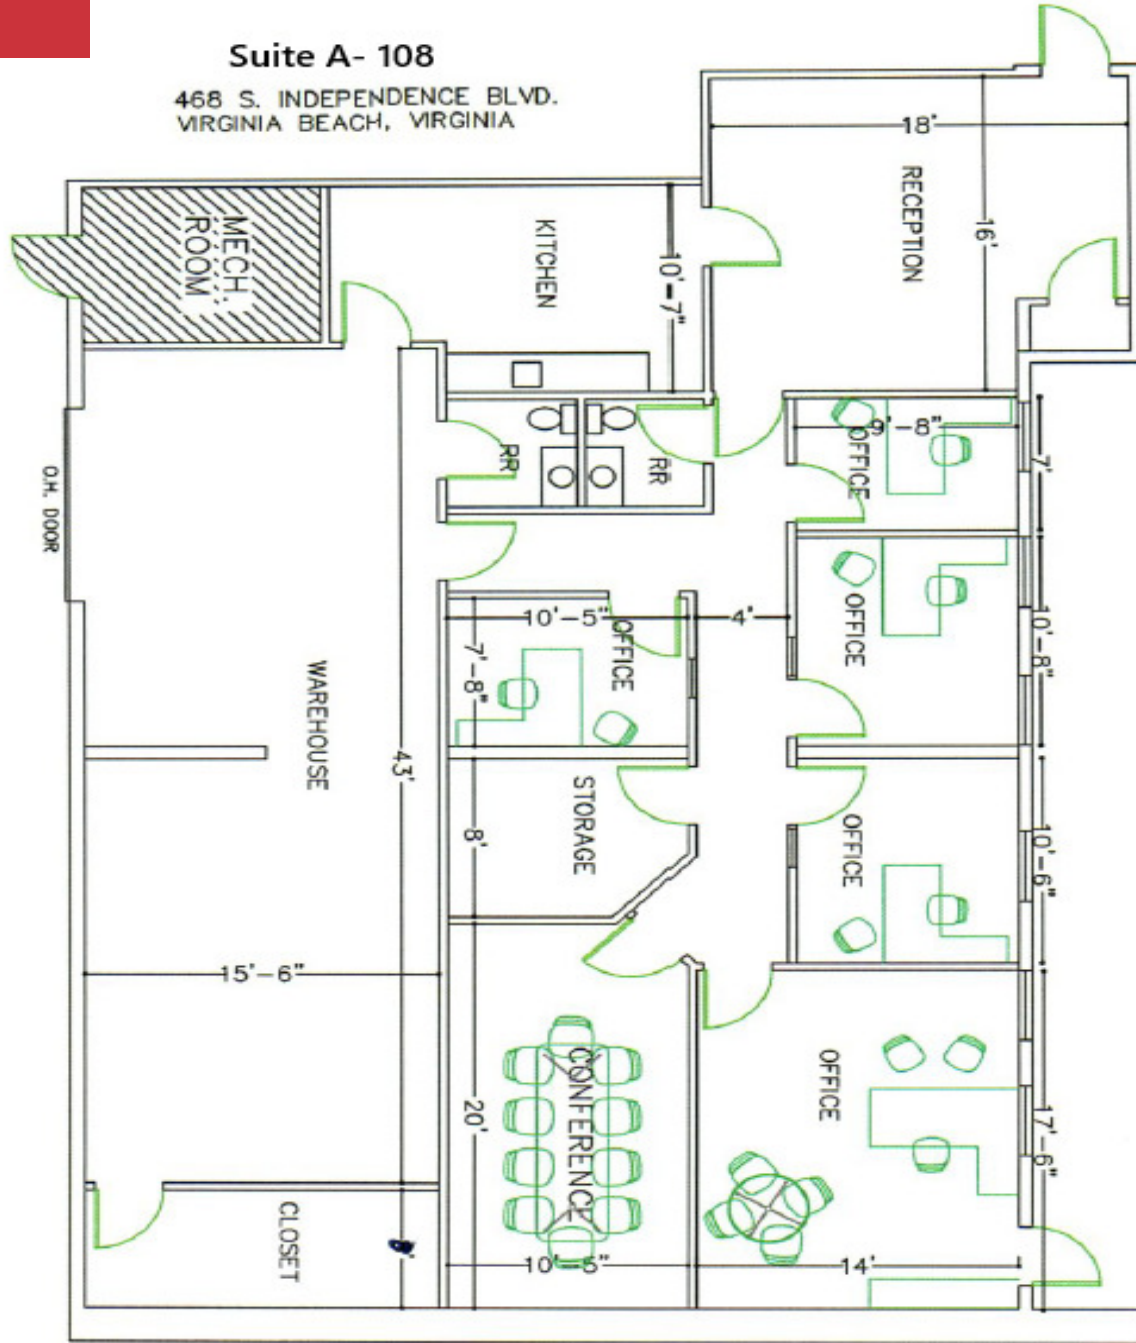 Suite A- 108
468 S. INDEPENDENCE BLVD.
VIRGINIA BEACH, VIRGINIA
18'
RECEPTION
16'
MECH.
ROOM
KITCHEN
10'-7"
O.H. DOOR
RR
RR
9'-8"
OFFICE
7'
10'-5"
OFFICE
7'-8"
4'
OFFICE
10'-8"
WAREHOUSE
43'
STORAGE
8'
OFFICE
10'-6"
15'-6"
CONFERENCE
20'
OFFICE
17'-6"
CLOSET
14'